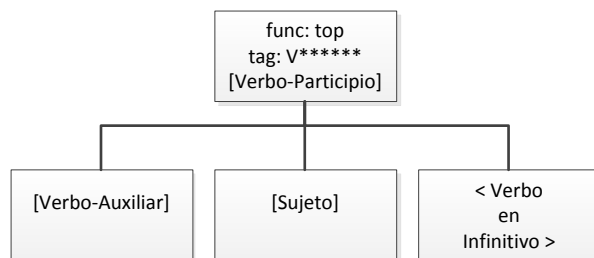 func: top
tag: V******
[Verbo-Participio]
[Verbo-Auxiliar]
[Sujeto]
< Verbo
en
Infinitivo >